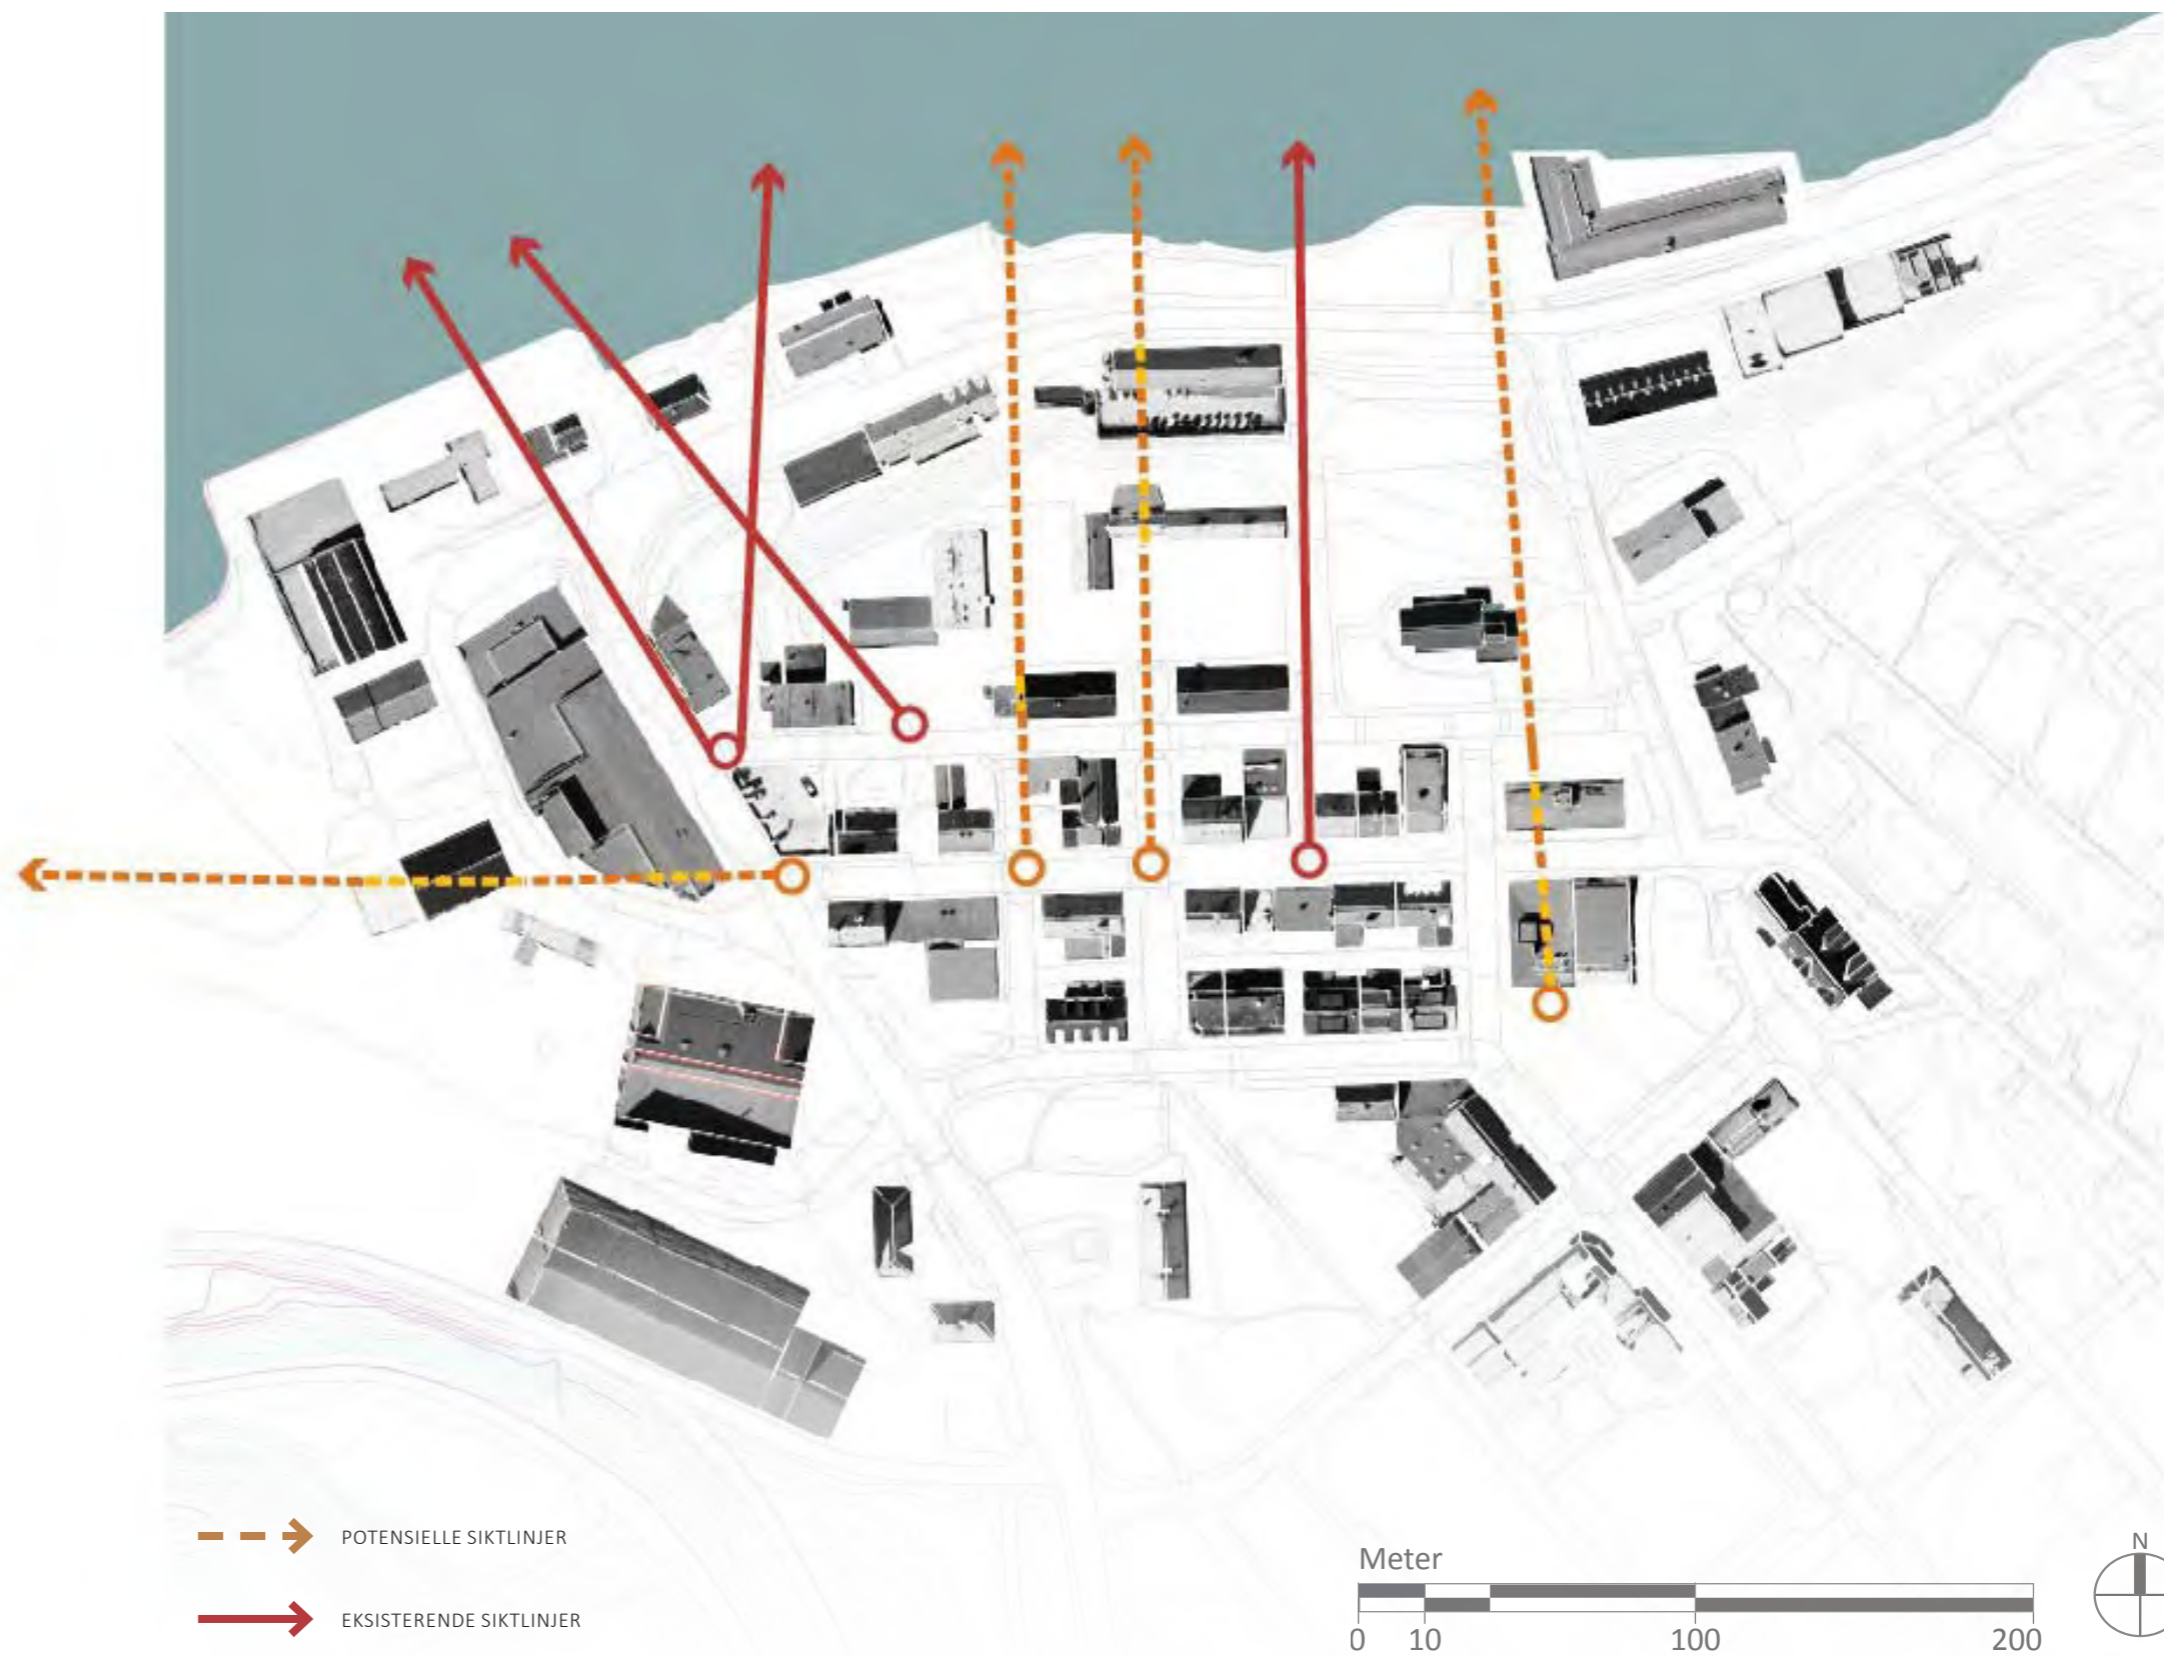 POTENSIELLE SIKTLINJER
EKSISTERENDE SIKTLINJER
Meter
0 10 100 200
N